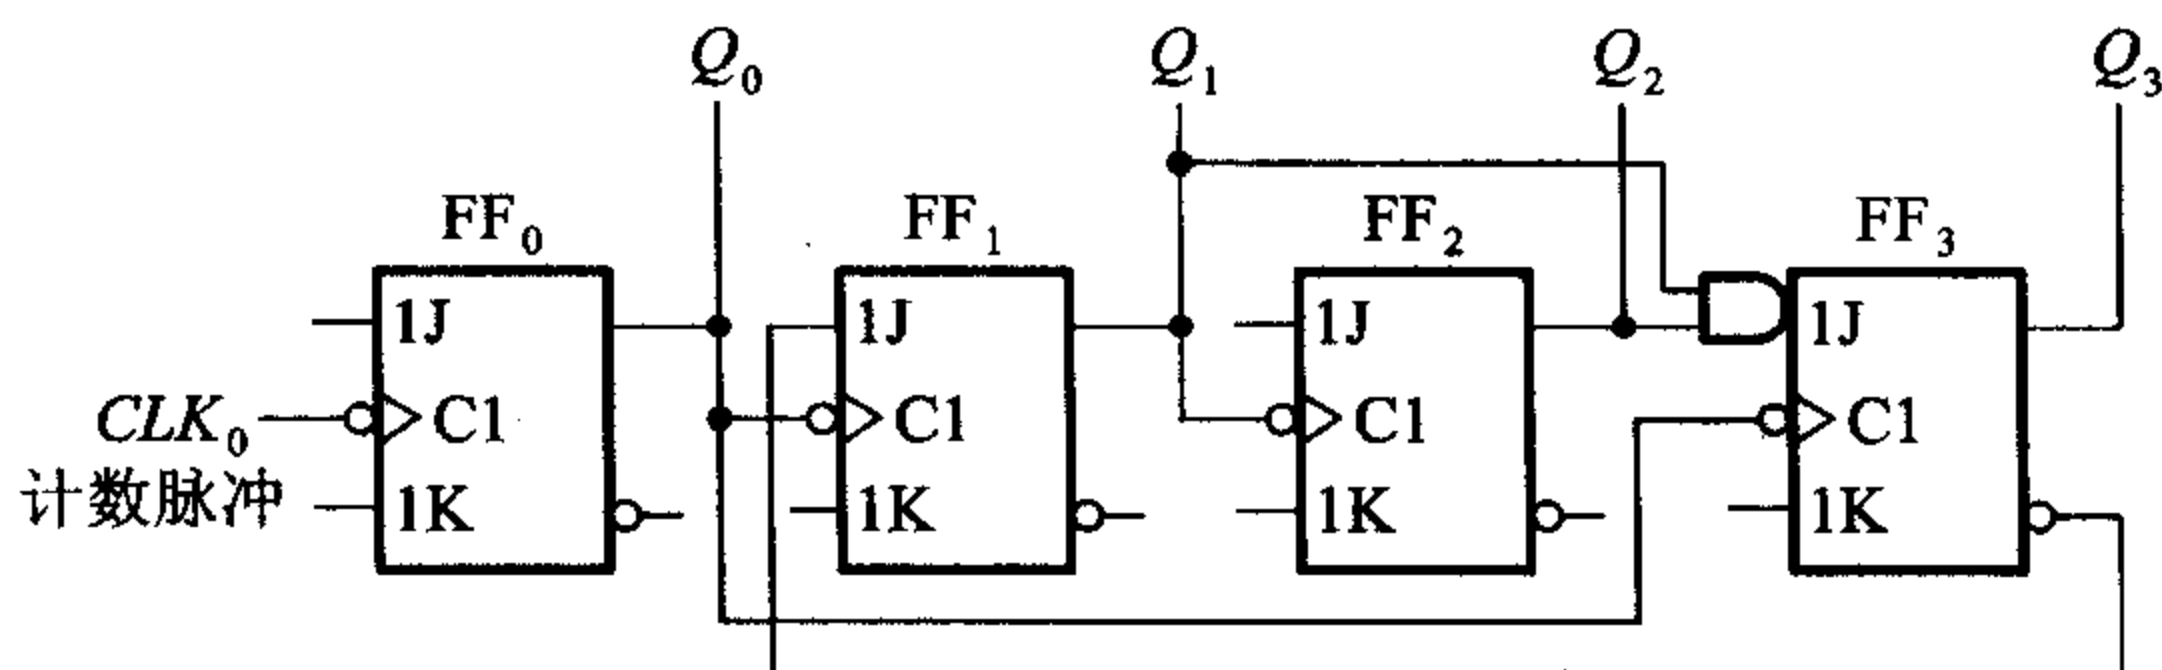 Q0 Q1 Q2 Q3
FF0 FF1 FF2 FF3
1J 1J 1J 1J
CLK0 C1 C1 C1 C1
计数脉冲 1K 1K 1K 1K